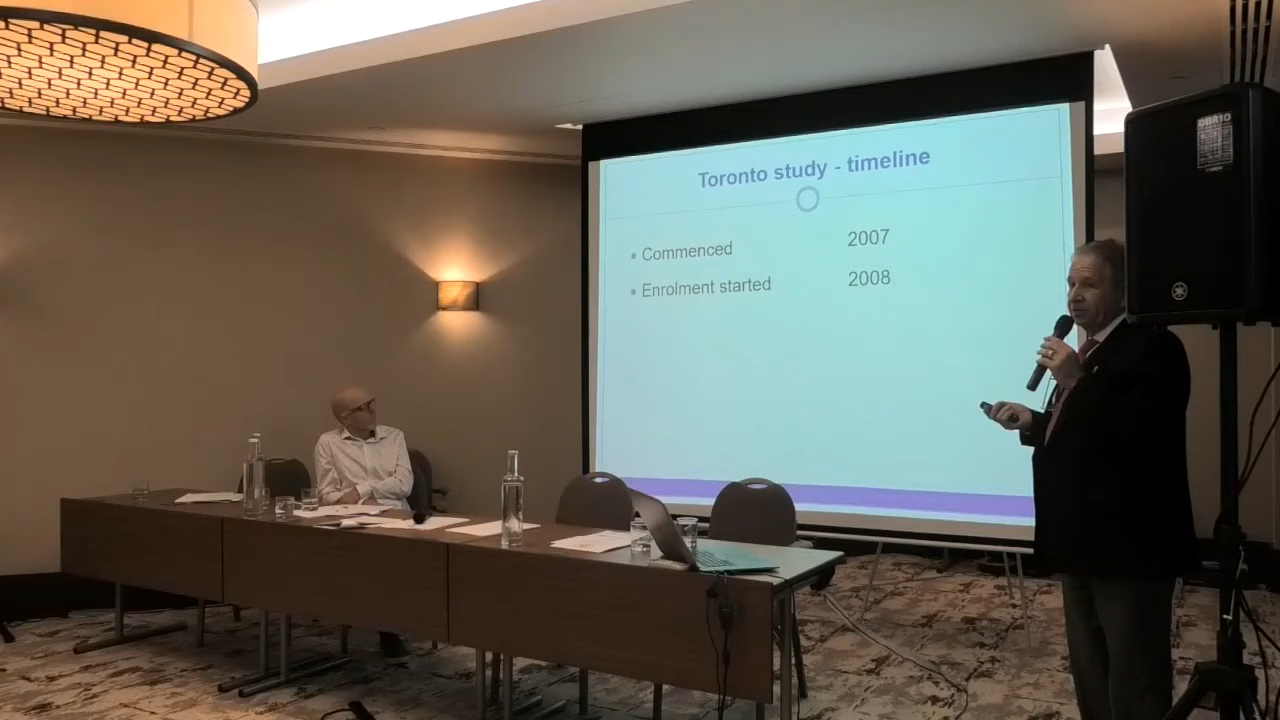 Toronto study - timeline
• Commenced 2007
• Enrolment started 2008
DBR10